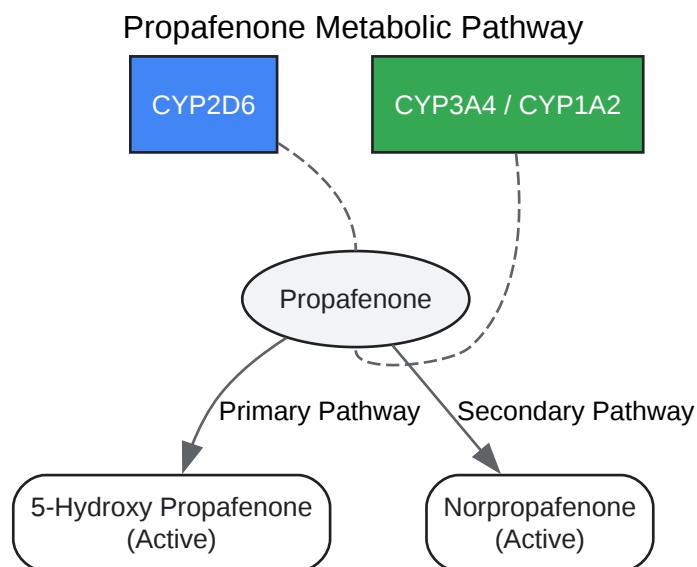 Propafenone Metabolic Pathway
CYP2D6
CYP3A4 / CYP1A2
Propafenone
Primary Pathway
Secondary Pathway
5-Hydroxy Propafenone
(Active)
Norpropafenone
(Active)